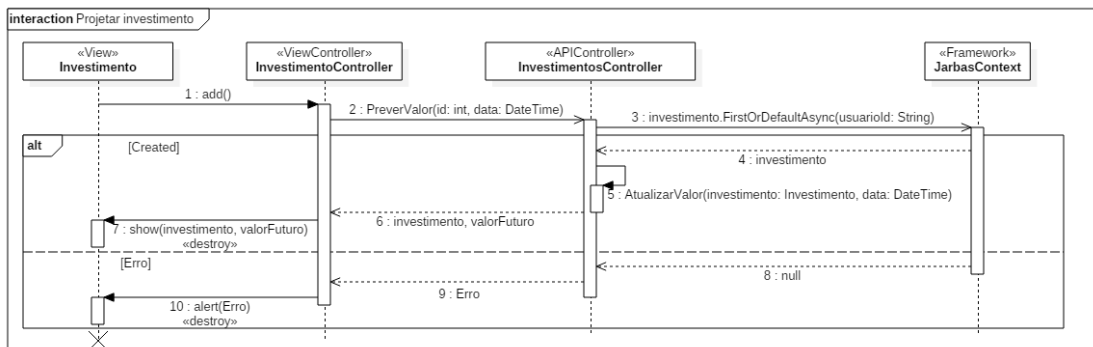 interaction Projetar investimento
«View»
Investimento
«ViewController»
InvestimentoController
«APIController»
InvestimentosController
«Framework»
JarbasContext
1 : add()
2 : PreverValor(id: int, data: DateTime)
3 : investimento.FirstOrDefaultAsync(usuarioId: String)
alt
[Created]
4 : investimento
5 : AtualizarValor(investimento: Investimento, data: DateTime)
6 : investimento, valorFuturo
7 : show(investimento, valorFuturo)
«destroy»
[Erro]
8 : null
9 : Erro
10 : alert(Erro)
«destroy»